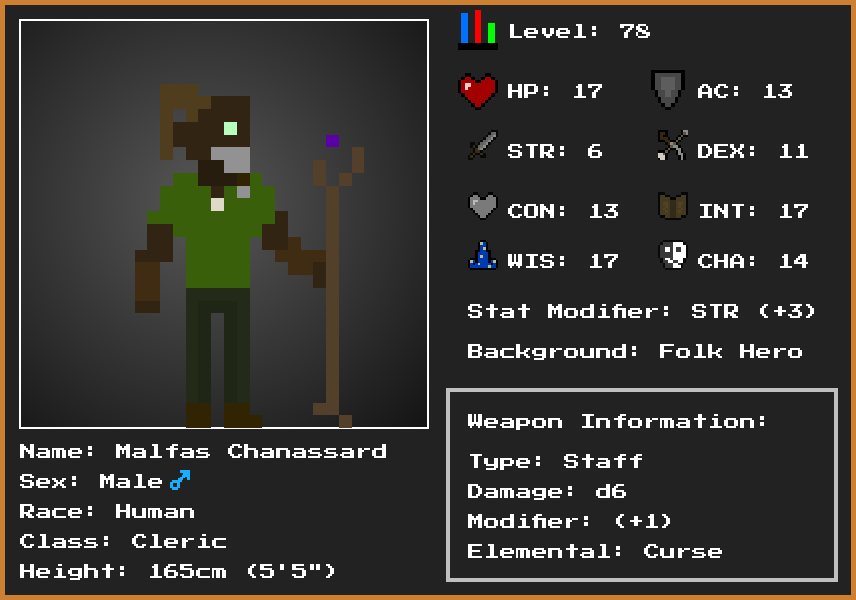 Level: 78
HP: 17
AC: 13
STR: 6
DEX: 11
CON: 13
INT: 17
WIS: 17
CHA: 14
Stat Modifier: STR (+3)
Background: Folk Hero
Weapon Information:
Type: Staff
Damage: d6
Modifier: (+1)
Elemental: Curse
Name: Malfas Chanassard
Sex: Male ♂
Race: Human
Class: Cleric
Height: 165cm (5'5")